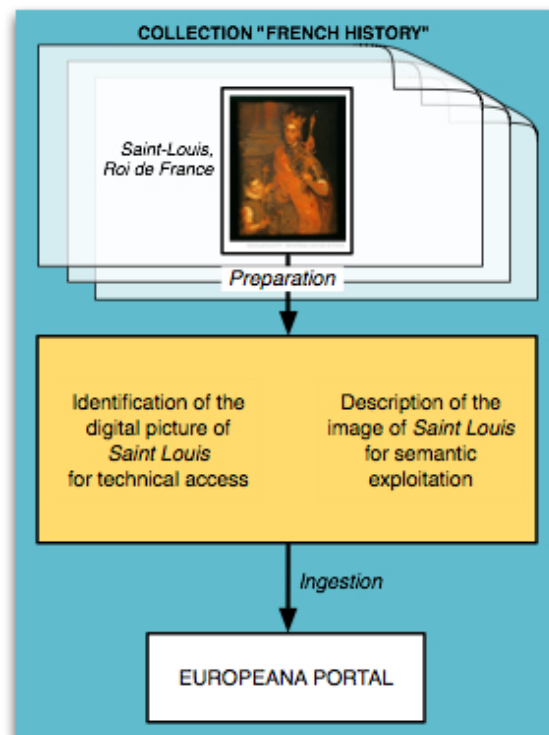 COLLECTION "FRENCH HISTORY"
Saint-Louis,
Roi de France
Preparation
Identification of the
digital picture of
Saint Louis
for technical access
Description of the
image of Saint Louis
for semantic
exploitation
Ingestion
EUROPEANA PORTAL